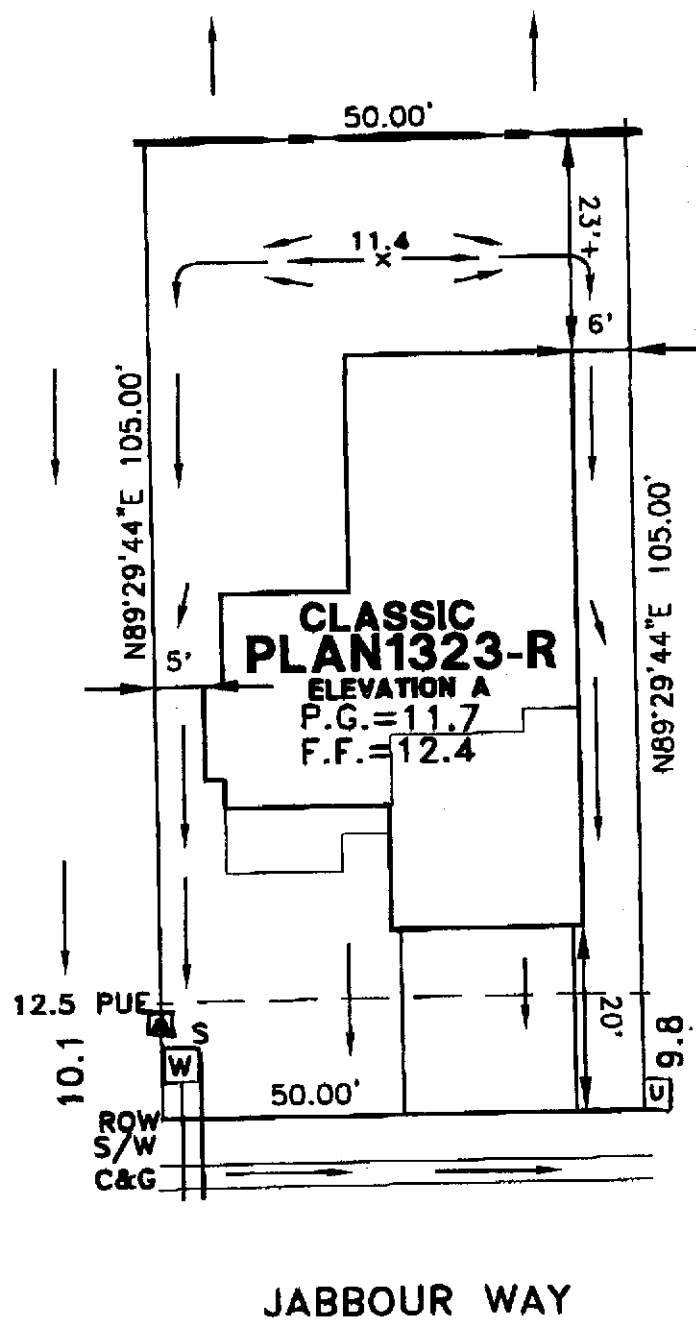 50.00'
23'+
11.4
x
6'
N89°29'44"E 105.00'
N89°29'44"E 105.00'
CLASSIC
PLAN1323-R
5'
ELEVATION A
P.G.=11.7
F.F.=12.4
12.5 PUE
A
S
20'
10.1
W
9.8
U
50.00'
ROW
S/W
C&G
JABBOUR WAY